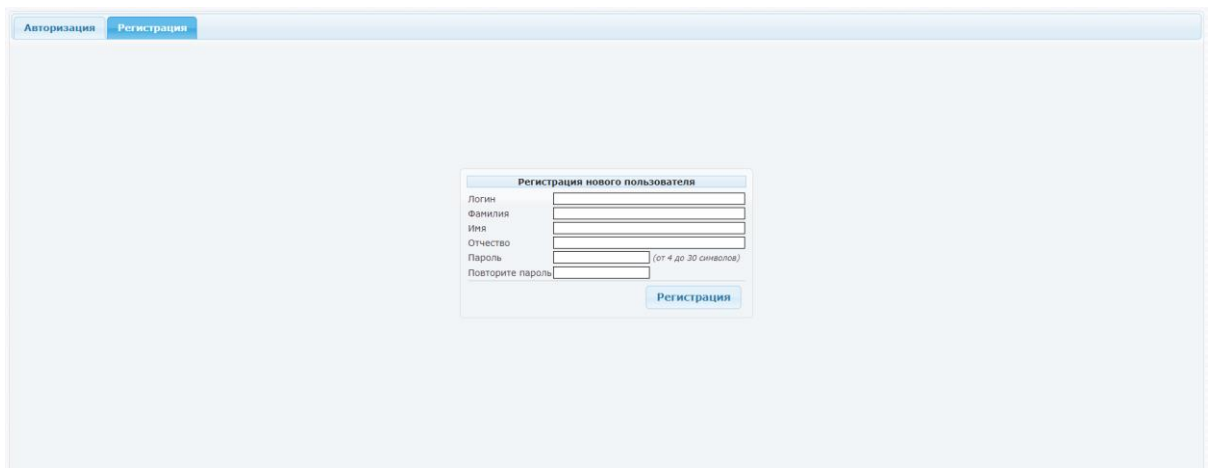 Авторизация Регистрация
Регистрация нового пользователя
Логин
Фамилия
Имя
Отчество
Пароль (от 4 до 30 символов)
Повторите пароль
Регистрация